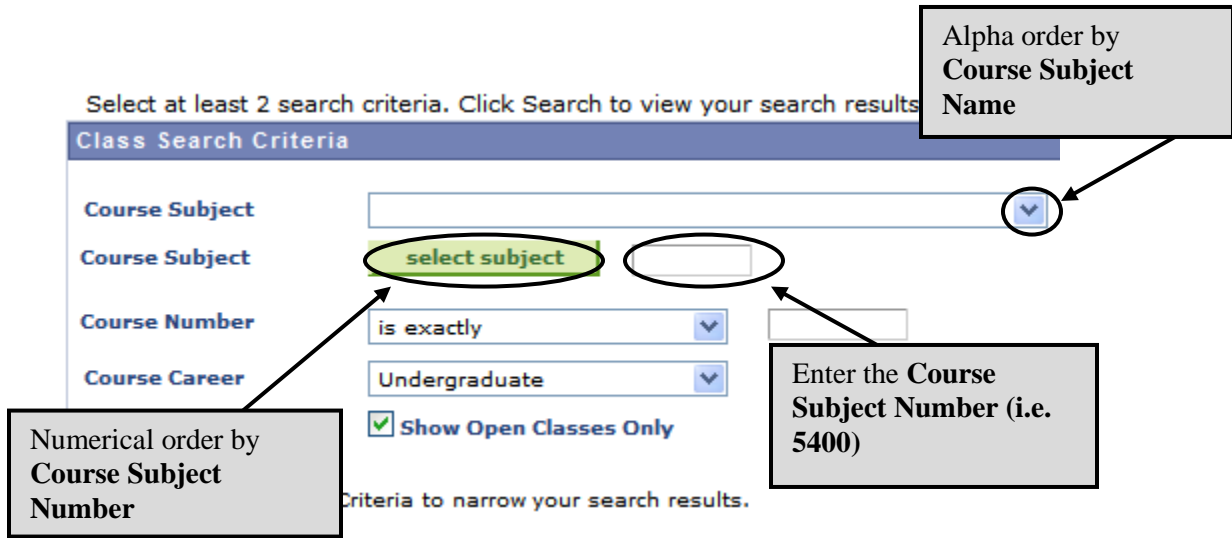 Alpha order by
Course Subject
Name
Select at least 2 search criteria. Click Search to view your search results
Class Search Criteria
Course Subject
Course Subject
select subject
Course Number
is exactly
Course Career
Undergraduate
Show Open Classes Only
Enter the Course
Subject Number (i.e.
5400)
Numerical order by
Course Subject
Number
Criteria to narrow your search results.